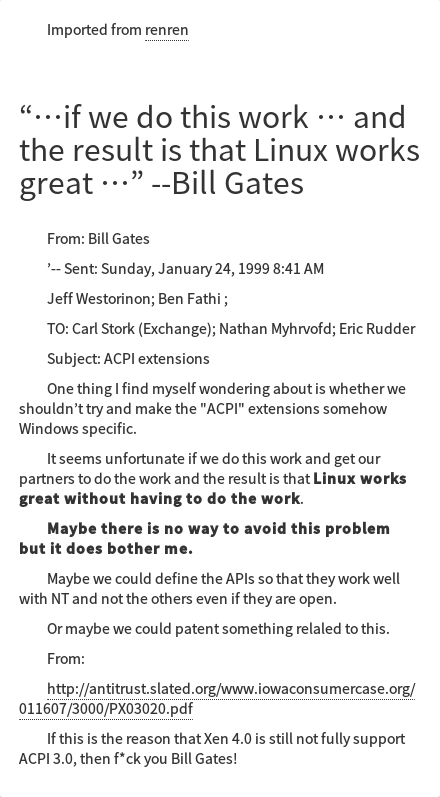 Imported from renren
“⋯if we do this work ⋯ and
the result is that Linux works
great ⋯” --Bill Gates
From: Bill Gates
’-- Sent: Sunday, January 24, 1999 8:41 AM
Jeff Westorinon; Ben Fathi ;
TO: Carl Stork (Exchange); Nathan Myhrvofd; Eric Rudder
Subject: ACPI extensions
One thing I find myself wondering about is whether we
shouldn’t try and make the "ACPI" extensions somehow
Windows specific.
It seems unfortunate if we do this work and get our
partners to do the work and the result is that Linux works
great without having to do the work.
Maybe there is no way to avoid this problem
but it does bother me.
Maybe we could define the APIs so that they work well
with NT and not the others even if they are open.
Or maybe we could patent something relaled to this.
From:
http://antitrust.slated.org/www.iowaconsumercase.org/
011607/3000/PX03020.pdf
If this is the reason that Xen 4.0 is still not fully support
ACPI 3.0, then f*ck you Bill Gates!